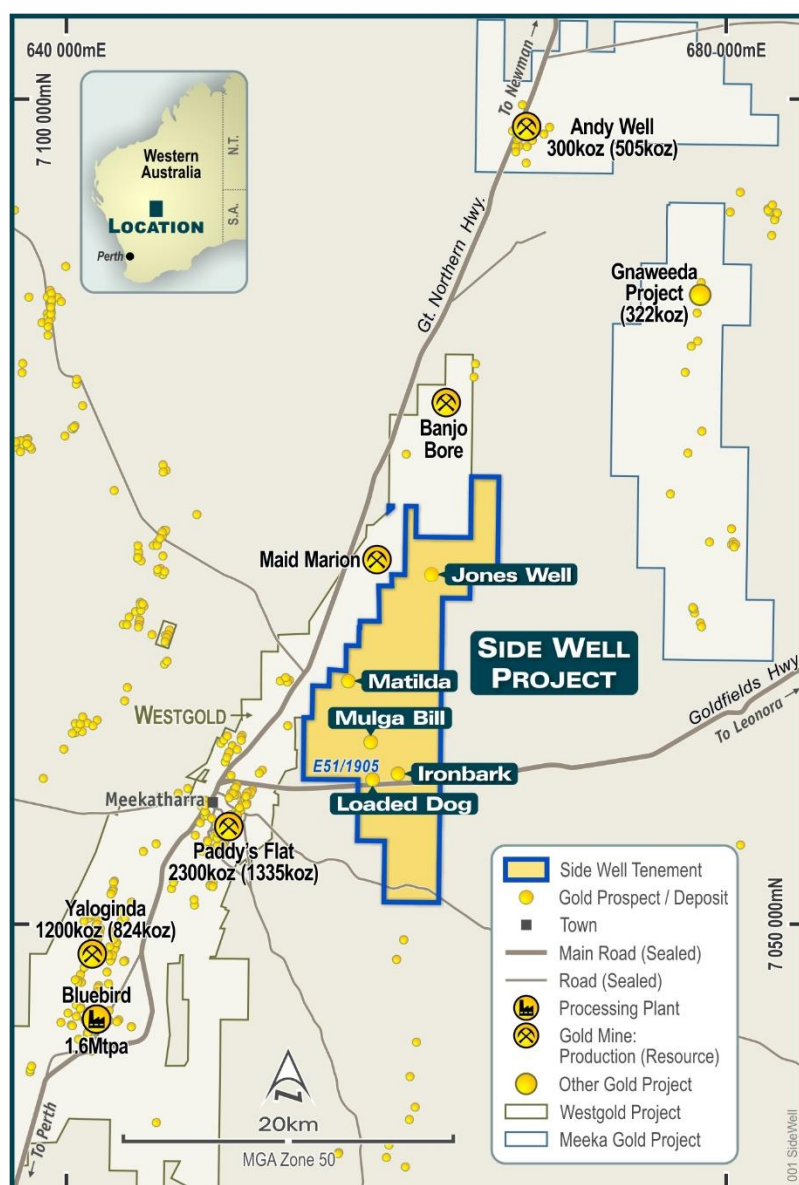 640 000mE
680 000mE
7 100 000mN
To Newman
Western
Australia
N.T.
S.A.
LOCATION
Perth
Andy Well
300koz (505koz)
Gt. Northern Hwy.
Gnaweeda
Project
(322koz)
Banjo
Bore
Maid Marion
Jones Well
SIDE WELL
PROJECT
Matilda
Goldfields Hwy
To Leonora
WESTGOLD
Mulga Bill
E51/1905
Ironbark
Loaded Dog
Meekatharra
Paddy's Flat
2300koz (1335koz)
Yaloginda
1200koz (824koz)
Bluebird
1.6Mtpa
7 050 000mN
Side Well Tenement
Gold Prospect / Deposit
Town
Main Road (Sealed)
Road (Sealed)
Processing Plant
Gold Mine:
Production (Resource)
Other Gold Project
Westgold Project
Meeka Gold Project
N
20km
MGA Zone 50
To Perth
001 SideWell